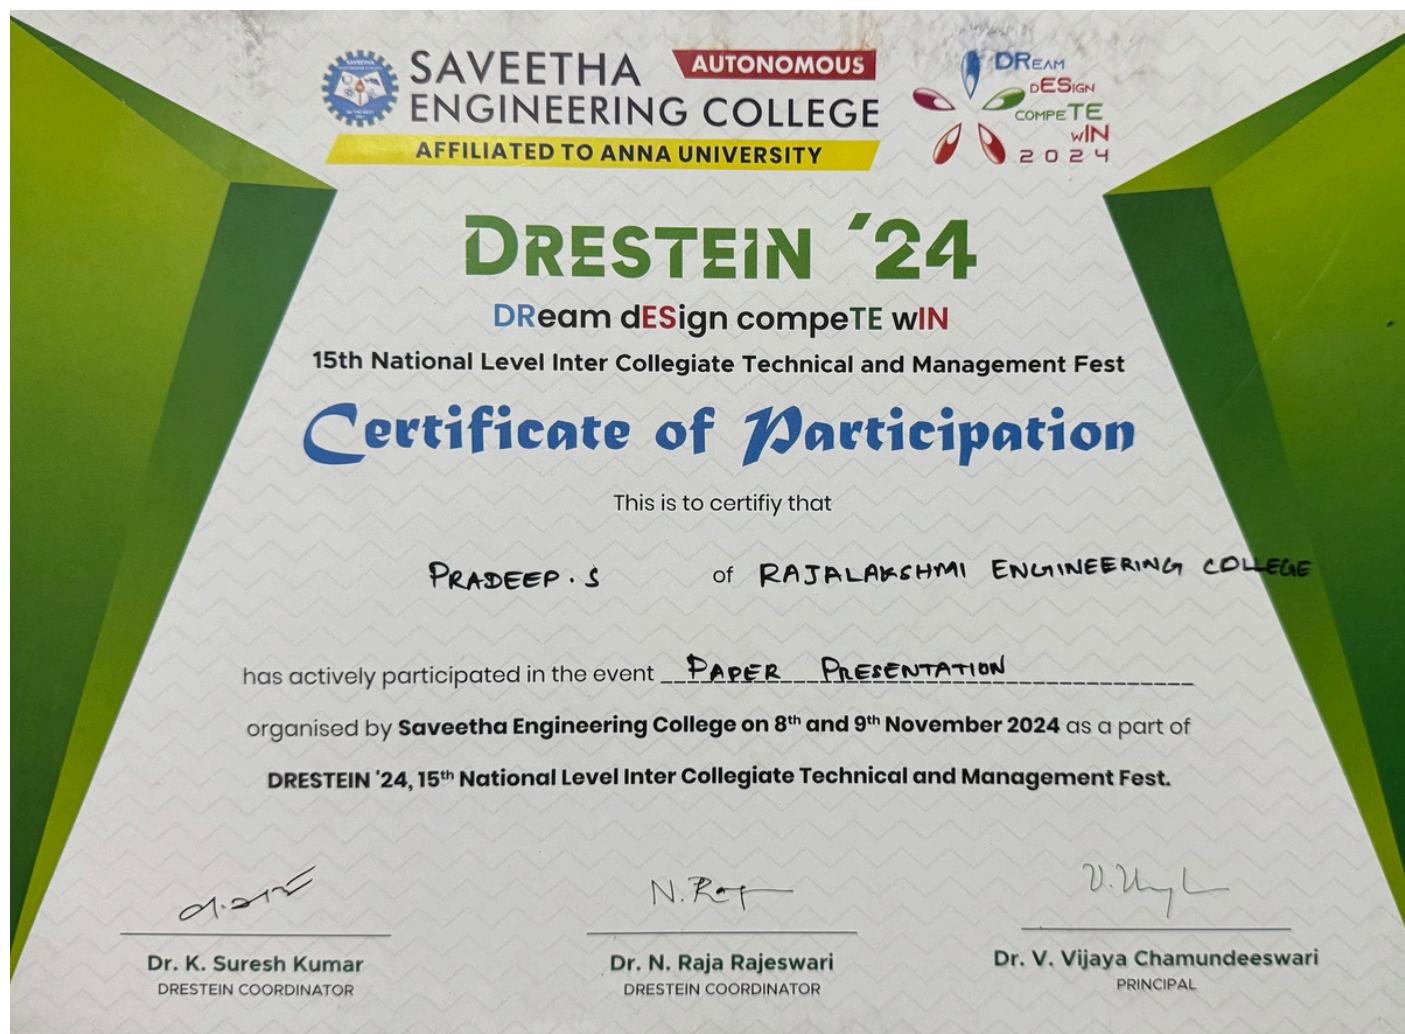 SAVEETHA AUTONOMOUS
ENGINEERING COLLEGE
AFFILIATED TO ANNA UNIVERSITY
DReam
dESign
compeTE
wIN
2024
DRESTEIN '24
DReam dESign compeTE wIN
15th National Level Inter Collegiate Technical and Management Fest
Certificate of Participation
This is to certifiy that
PRADEEP. S of RAJALAKSHMI ENGINEERING COLLEGE
has actively participated in the event PAPER PRESENTATION
organised by Saveetha Engineering College on 8th and 9th November 2024 as a part of
DRESTEIN '24, 15th National Level Inter Collegiate Technical and Management Fest.
Dr. K. Suresh Kumar
DRESTEIN COORDINATOR
Dr. N. Raja Rajeswari
DRESTEIN COORDINATOR
Dr. V. Vijaya Chamundeeswari
PRINCIPAL